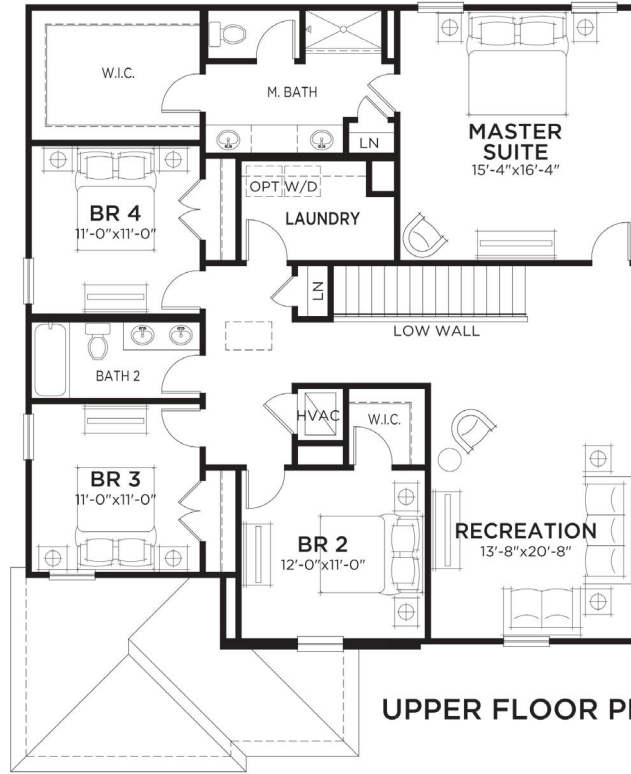 W.I.C.
M. BATH
LN
MASTER
SUITE
15'-4"x16'-4"
OPT W/D
LAUNDRY
BR 4
11'-0"x11'-0"
LN
LOW WALL
BATH 2
HVAC
W.I.C.
BR 3
11'-0"x11'-0"
BR 2
12'-0"x11'-0"
RECREATION
13'-8"x20'-8"
UPPER FLOOR